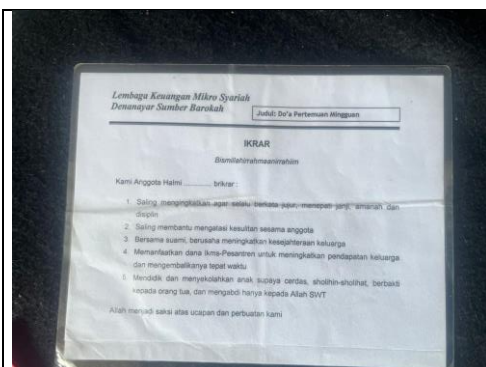 Lembaga Keuangan Mikro Syariah
Denanayar Sumber Barokah
Judul: Do'a Pertemuan Mingguan
IKRAR
Bismillahirrahmaanirrahiim
Kami Anggota Halmi .............. brikrar :
1. Saling mengingtatkan agar selalu berkata jujur, menepati janji, amanah dan
disiplin
2. Saling membantu mengatasi kesulitan sesama anggota
3. Bersama suami, berusaha meningkatkan kesejahteraan keluarga
4. Memanfaatkan dana lkms-Pesantren untuk meningkatkan pendapatan keluarga
dan mengembalikanya tepat waktu
5. Mendidik dan menyekolahkan anak supaya cerdas, sholihin-sholihat, berbakti
kepada orang tua, dan mengabdi hanya kepada Allah SWT
Allah menjadi saksi atas ucapan dan perbuatan kami